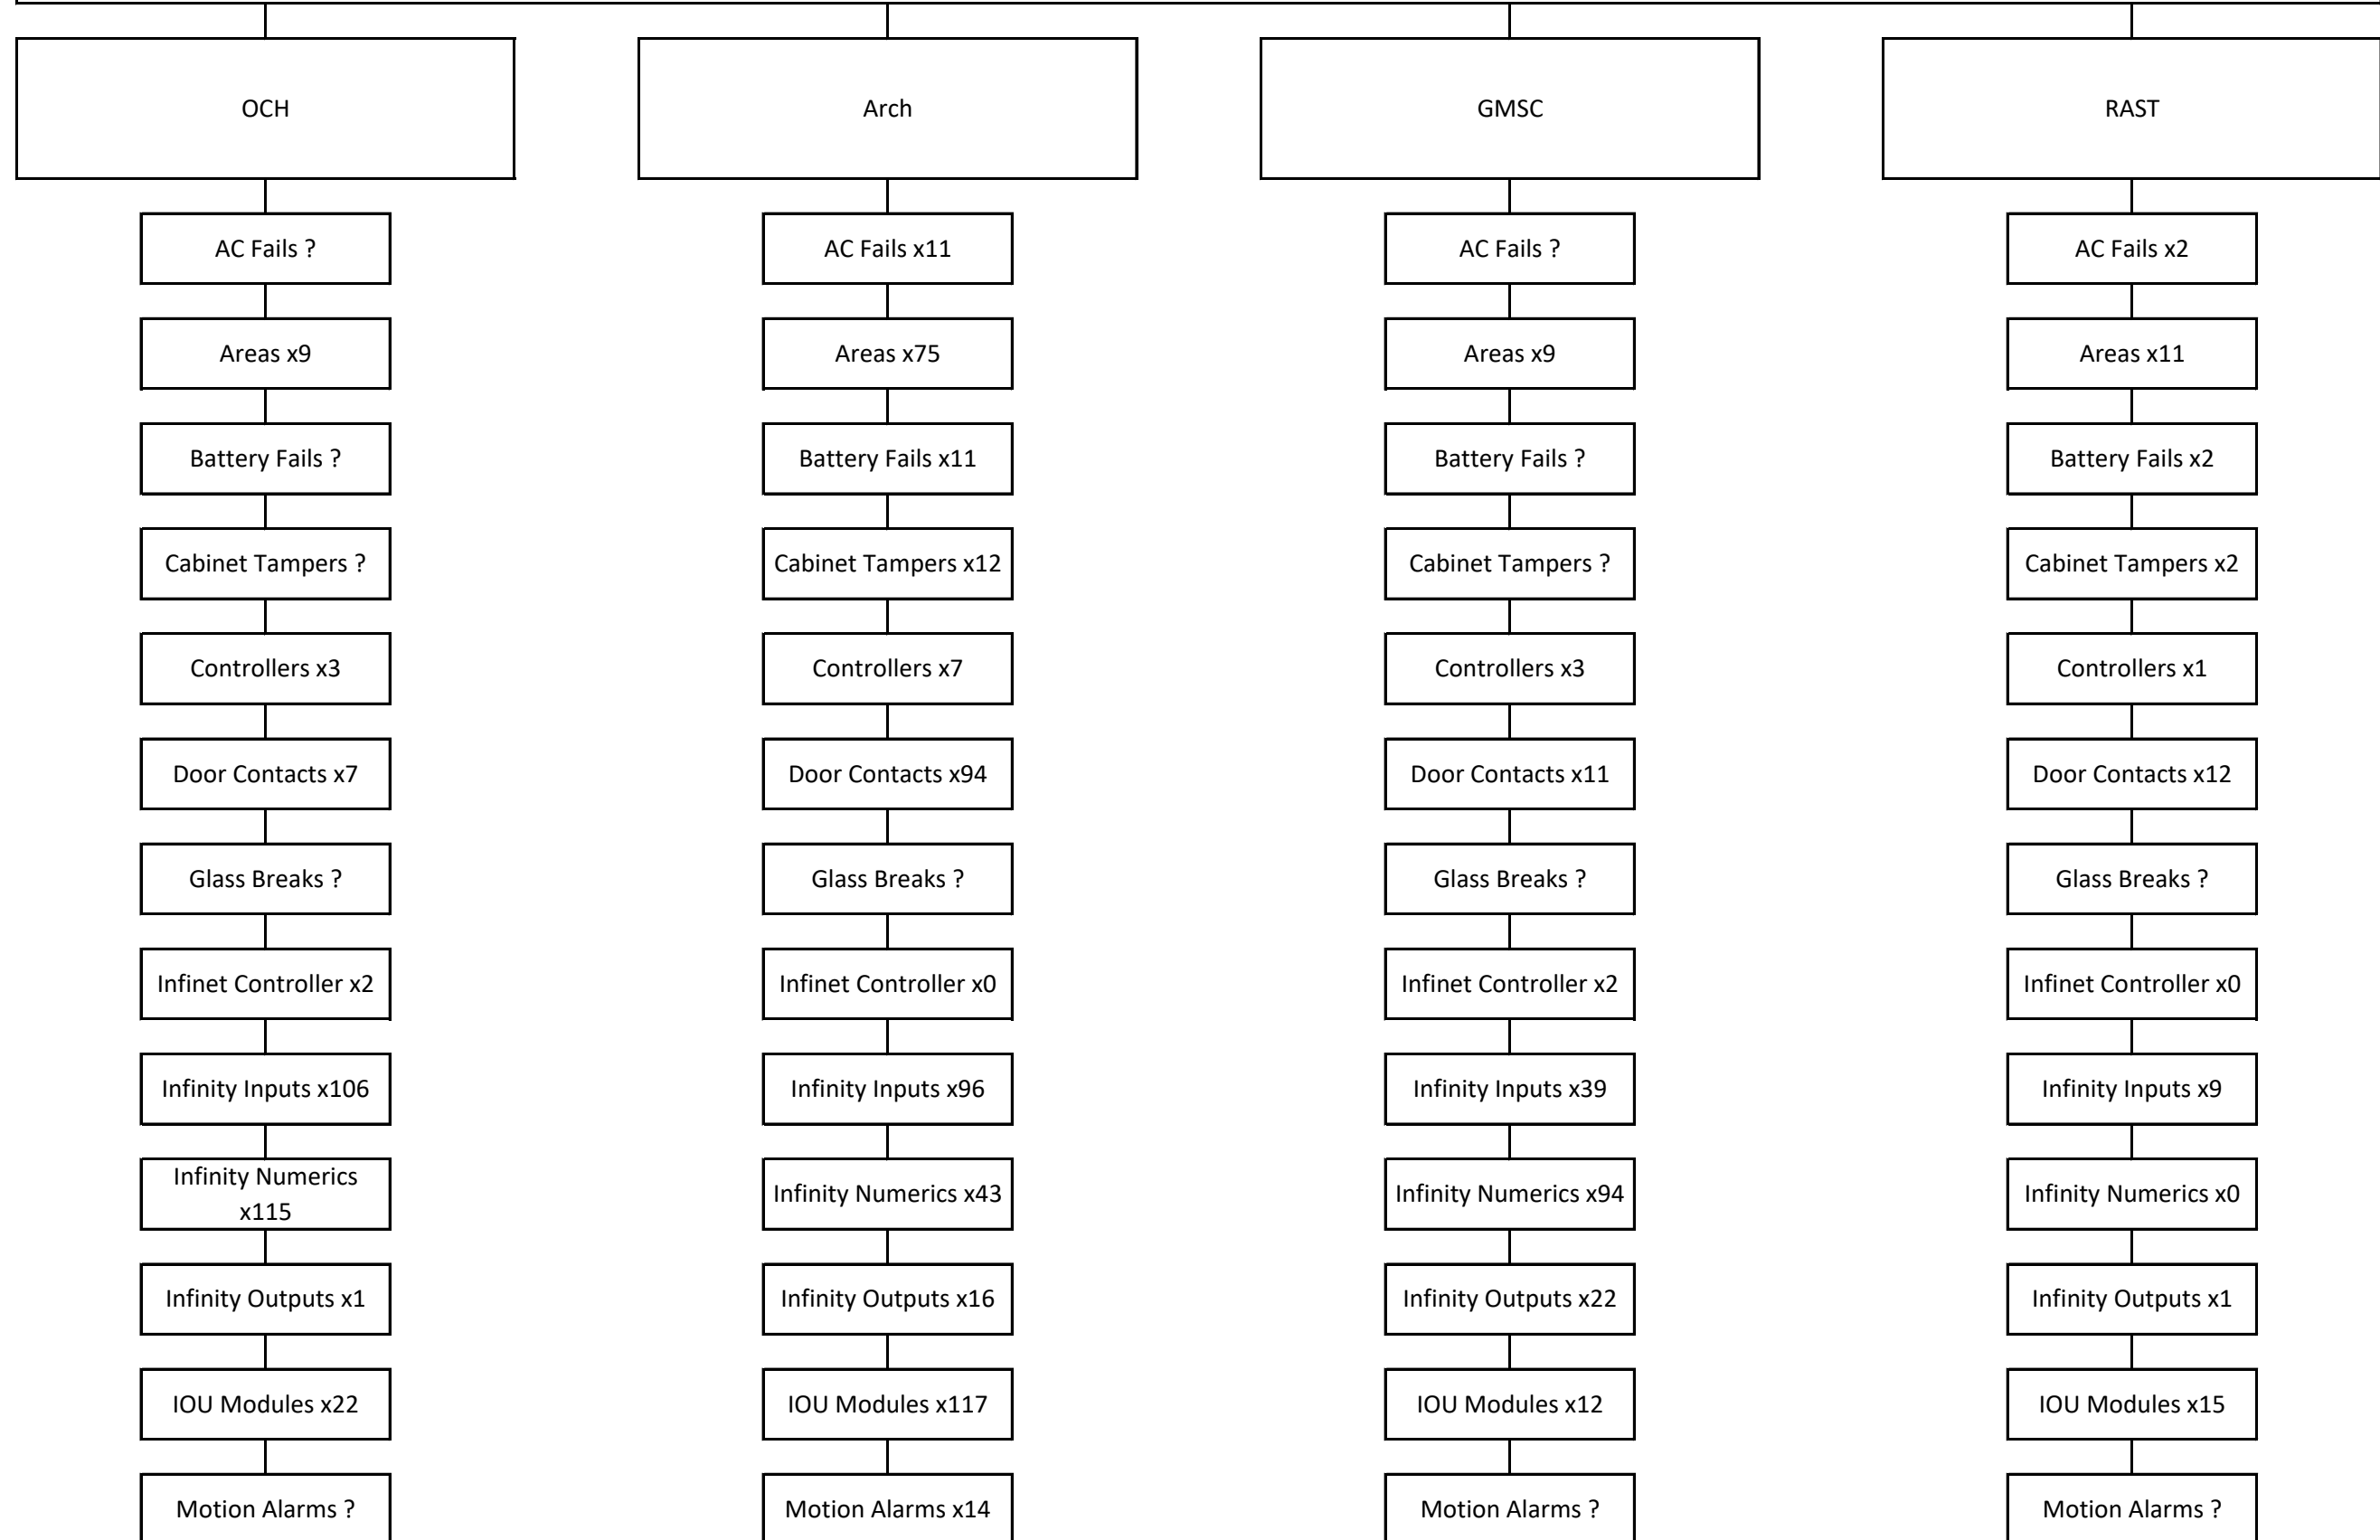 OCH
Arch
GMSC
RAST
AC Fails ?
AC Fails x11
AC Fails ?
AC Fails x2
Areas x9
Areas x75
Areas x9
Areas x11
Battery Fails ?
Battery Fails x11
Battery Fails ?
Battery Fails x2
Cabinet Tampers ?
Cabinet Tampers x12
Cabinet Tampers ?
Cabinet Tampers x2
Controllers x3
Controllers x7
Controllers x3
Controllers x1
Door Contacts x7
Door Contacts x94
Door Contacts x11
Door Contacts x12
Glass Breaks ?
Glass Breaks ?
Glass Breaks ?
Glass Breaks ?
Infinet Controller x2
Infinet Controller x0
Infinet Controller x2
Infinet Controller x0
Infinity Inputs x106
Infinity Inputs x96
Infinity Inputs x39
Infinity Inputs x9
Infinity Numerics
x115
Infinity Numerics x43
Infinity Numerics x94
Infinity Numerics x0
Infinity Outputs x1
Infinity Outputs x16
Infinity Outputs x22
Infinity Outputs x1
IOU Modules x22
IOU Modules x117
IOU Modules x12
IOU Modules x15
Motion Alarms ?
Motion Alarms x14
Motion Alarms ?
Motion Alarms ?